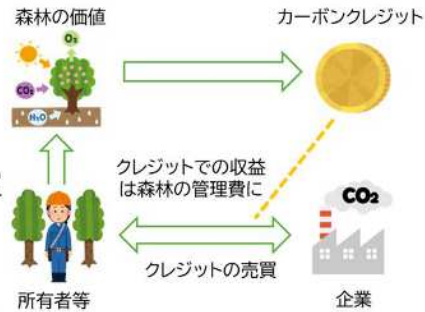 森林の価値
カーボンクレジット
O₂
CO₂
H₂O
クレジットでの収益
は森林の管理費に
CO₂
クレジットの売買
所有者等
企業